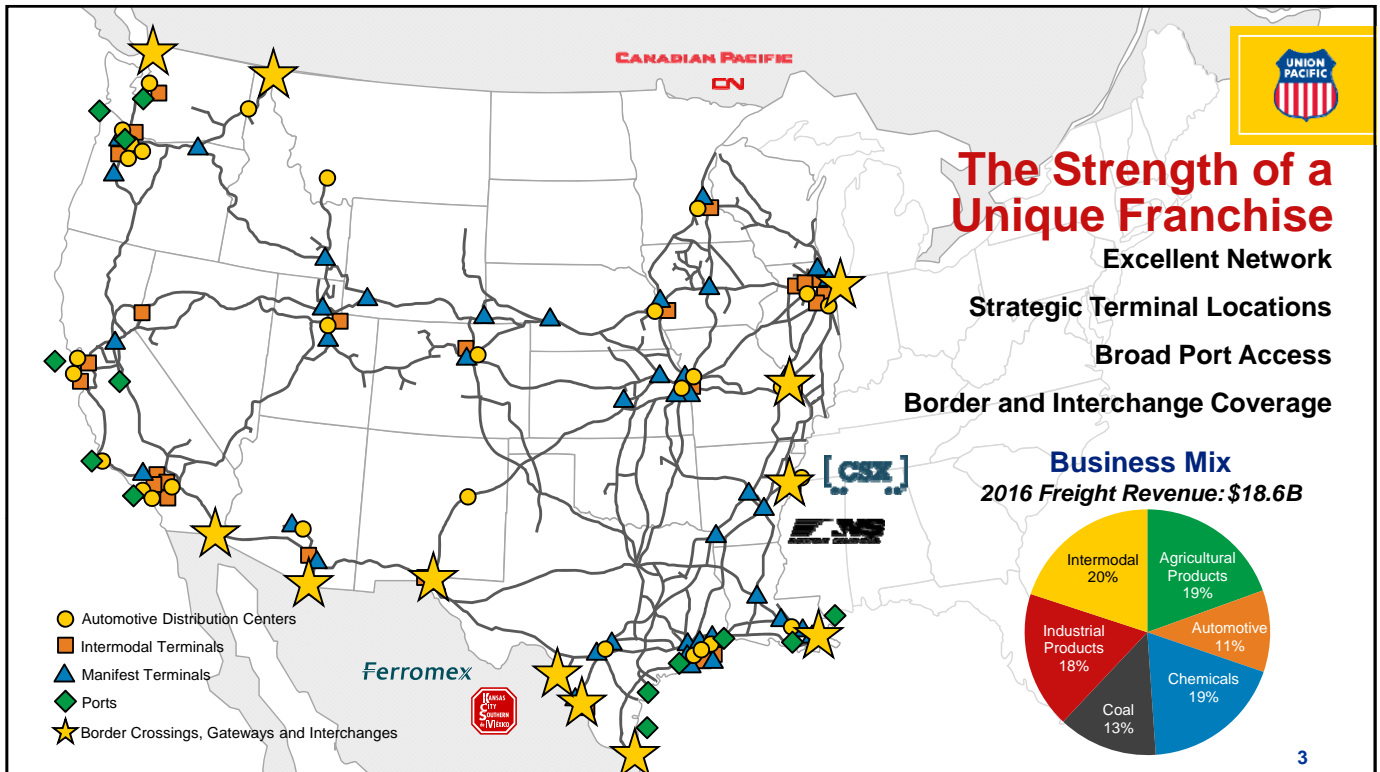 CANADIAN PACIFIC
CN
UNION
PACIFIC
The Strength of a
Unique Franchise
Excellent Network
Strategic Terminal Locations
Broad Port Access
Border and Interchange Coverage
Business Mix
2016 Freight Revenue: $18.6B
CSX
NS
Intermodal
20%
Agricultural
Products
19%
Automotive
11%
Chemicals
19%
Coal
13%
Industrial
Products
18%
Automotive Distribution Centers
Intermodal Terminals
Manifest Terminals
Ports
Border Crossings, Gateways and Interchanges
Ferromex
KANSAS
CITY
SOUTHERN
de MEXICO
3